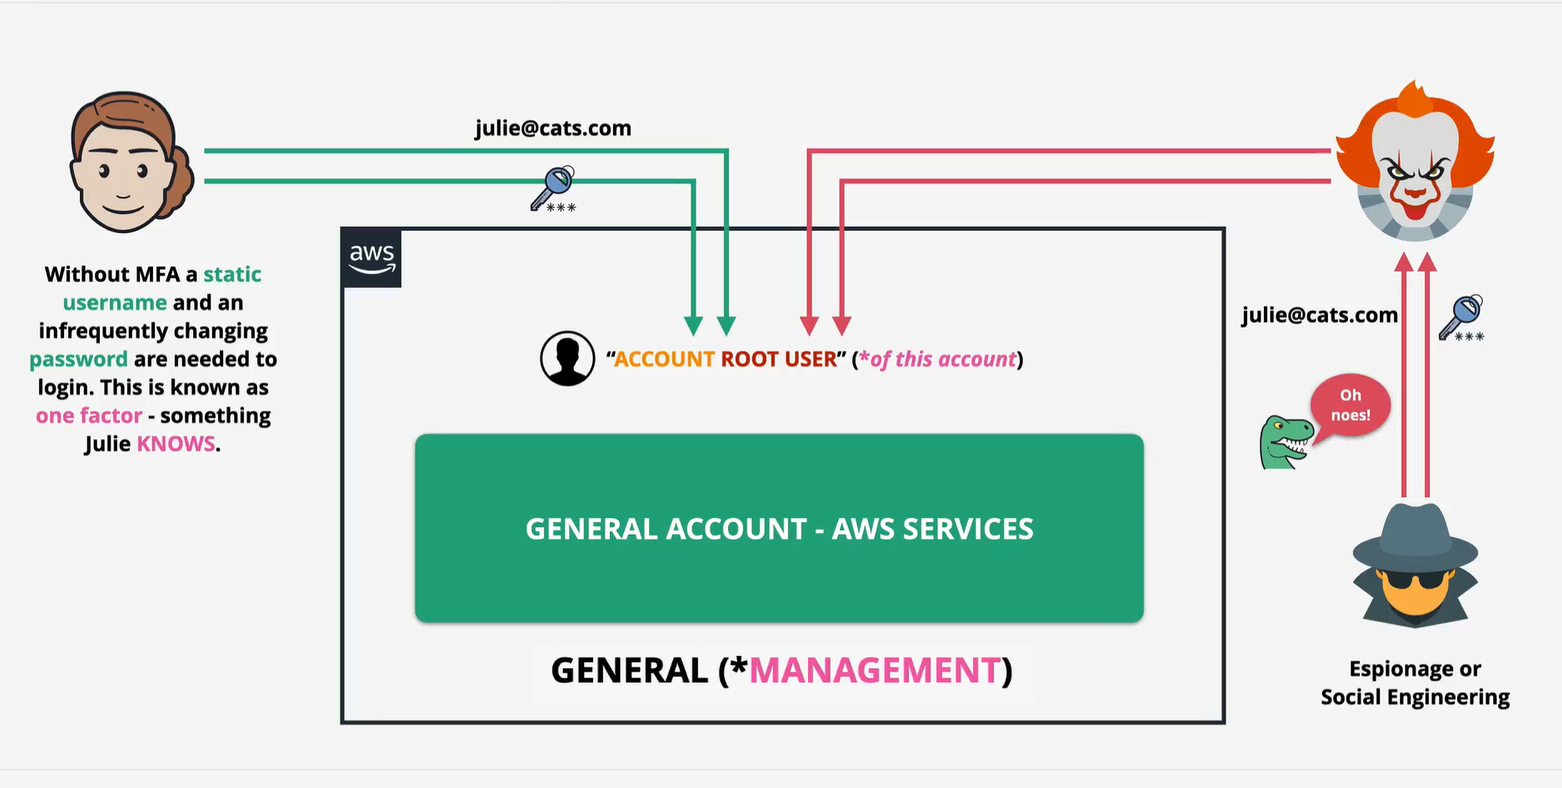 julie@cats.com
***
aws
Without MFA a static
username and an
infrequently changing
password are needed to
login. This is known as
one factor - something
Julie KNOWS.
“ACCOUNT ROOT USER” (*of this account)
GENERAL ACCOUNT - AWS SERVICES
GENERAL (*MANAGEMENT)
julie@cats.com
***
Oh
noes!
Espionage or
Social Engineering